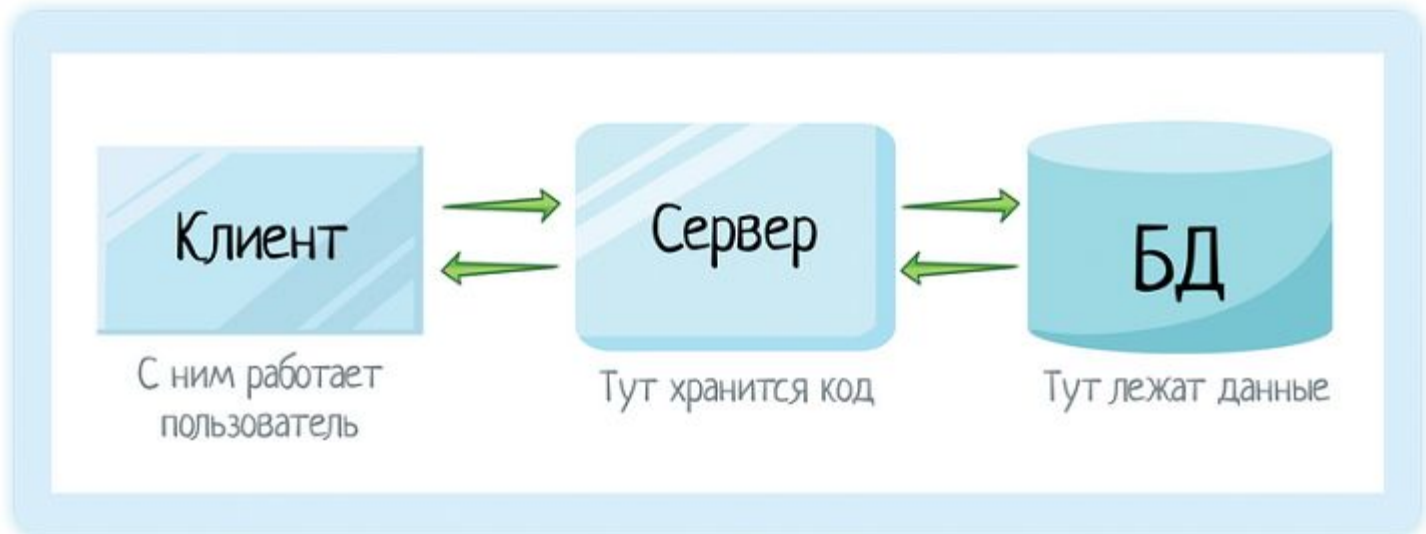 Клиент
Сервер
БД
С ним работает
пользователь
Тут хранится код
Тут лежат данные